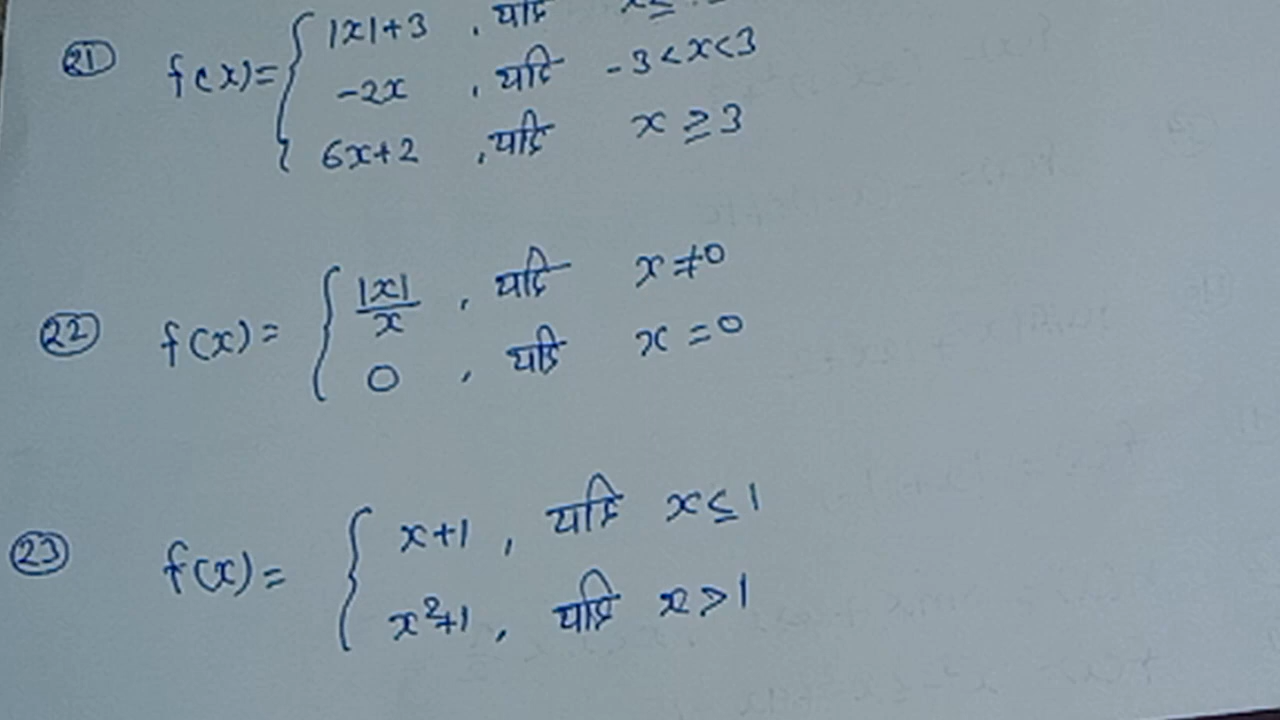 (21) f(x)= { |x|+3 , यदि x≤
-2x , यदि -3<x<3
6x+2 , यदि x≥3
(22) f(x)= { |x|/x , यदि x≠0
0 , यदि x=0
(23) f(x)= { x+1 , यदि x≤1
x²+1 , यदि x>1